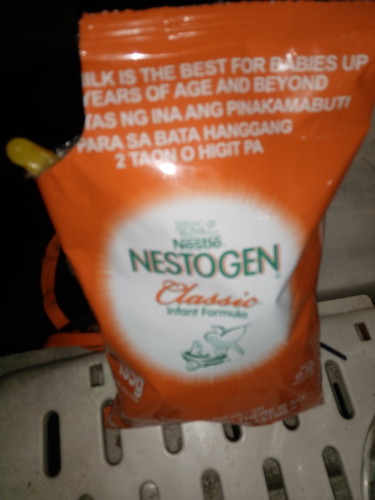 ILK IS THE BEST FOR BABIES UP
YEARS OF AGE AND BEYOND
AS NG INA ANG PINAKAMABUTI
PARA SA BATA HANGGANG
2 TAON O HIGIT PA
Nestlé
NESTOGEN
Classic
Infant Formula